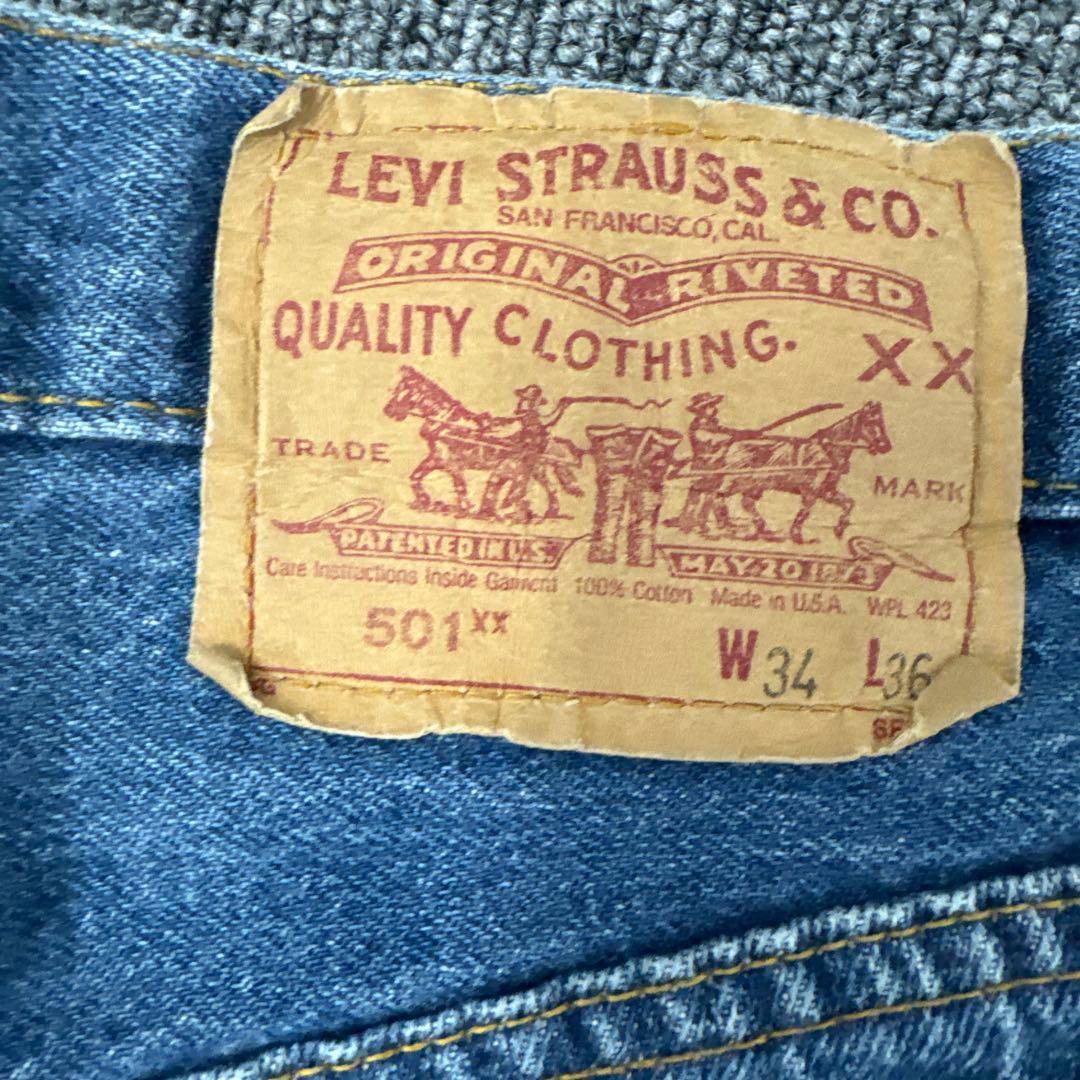 LEVI STRAUSS & CO.
SAN FRANCISCO, CAL.
ORIGINAL RIVETED
QUALITY CLOTHING. XX
TRADE MARK
PATENTED IN U.S. MAY 20 1873
Care Instructions Inside Garment 100% Cotton Made in U.S.A. WPL 423
501XX
W34 L36